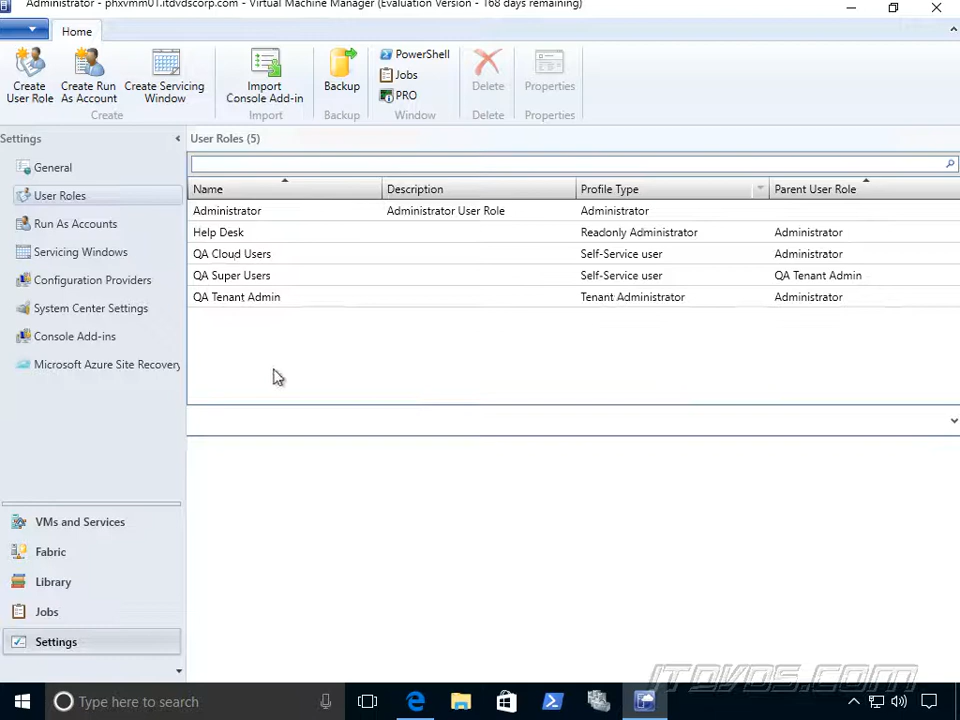 Administrator - phxvmm01.itdvdscorp.com - Virtual Machine Manager (Evaluation Version - 168 days remaining)
Home
Create User Role
Create Run As Account
Create Servicing Window
Import Console Add-in
Backup
PowerShell
Jobs
PRO
Delete
Properties
Create
Import
Backup
Window
Delete
Properties
Settings
General
User Roles
Run As Accounts
Servicing Windows
Configuration Providers
System Center Settings
Console Add-ins
Microsoft Azure Site Recovery
User Roles (5)
Name Description Profile Type Parent User Role
Administrator Administrator User Role Administrator
Help Desk Readonly Administrator Administrator
QA Cloud Users Self-Service user Administrator
QA Super Users Self-Service user QA Tenant Admin
QA Tenant Admin Tenant Administrator Administrator
VMs and Services
Fabric
Library
Jobs
Settings
ITDVDS.COM
Type here to search